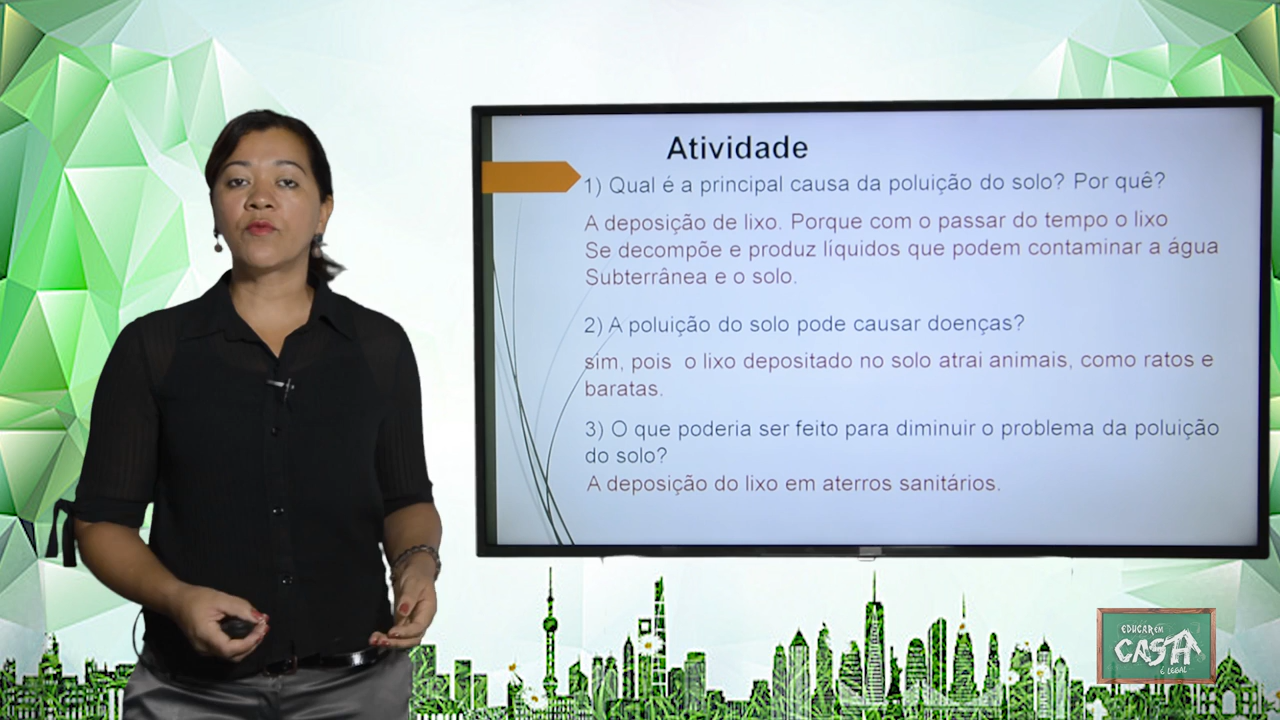 Atividade
1) Qual é a principal causa da poluição do solo? Por quê?
A deposição de lixo. Porque com o passar do tempo o lixo
Se decompõe e produz líquidos que podem contaminar a água
Subterrânea e o solo.
2) A poluição do solo pode causar doenças?
sim, pois o lixo depositado no solo atrai animais, como ratos e
baratas.
3) O que poderia ser feito para diminuir o problema da poluição
do solo?
A deposição do lixo em aterros sanitários.
EDUCAR EM
CASA
É LEGAL